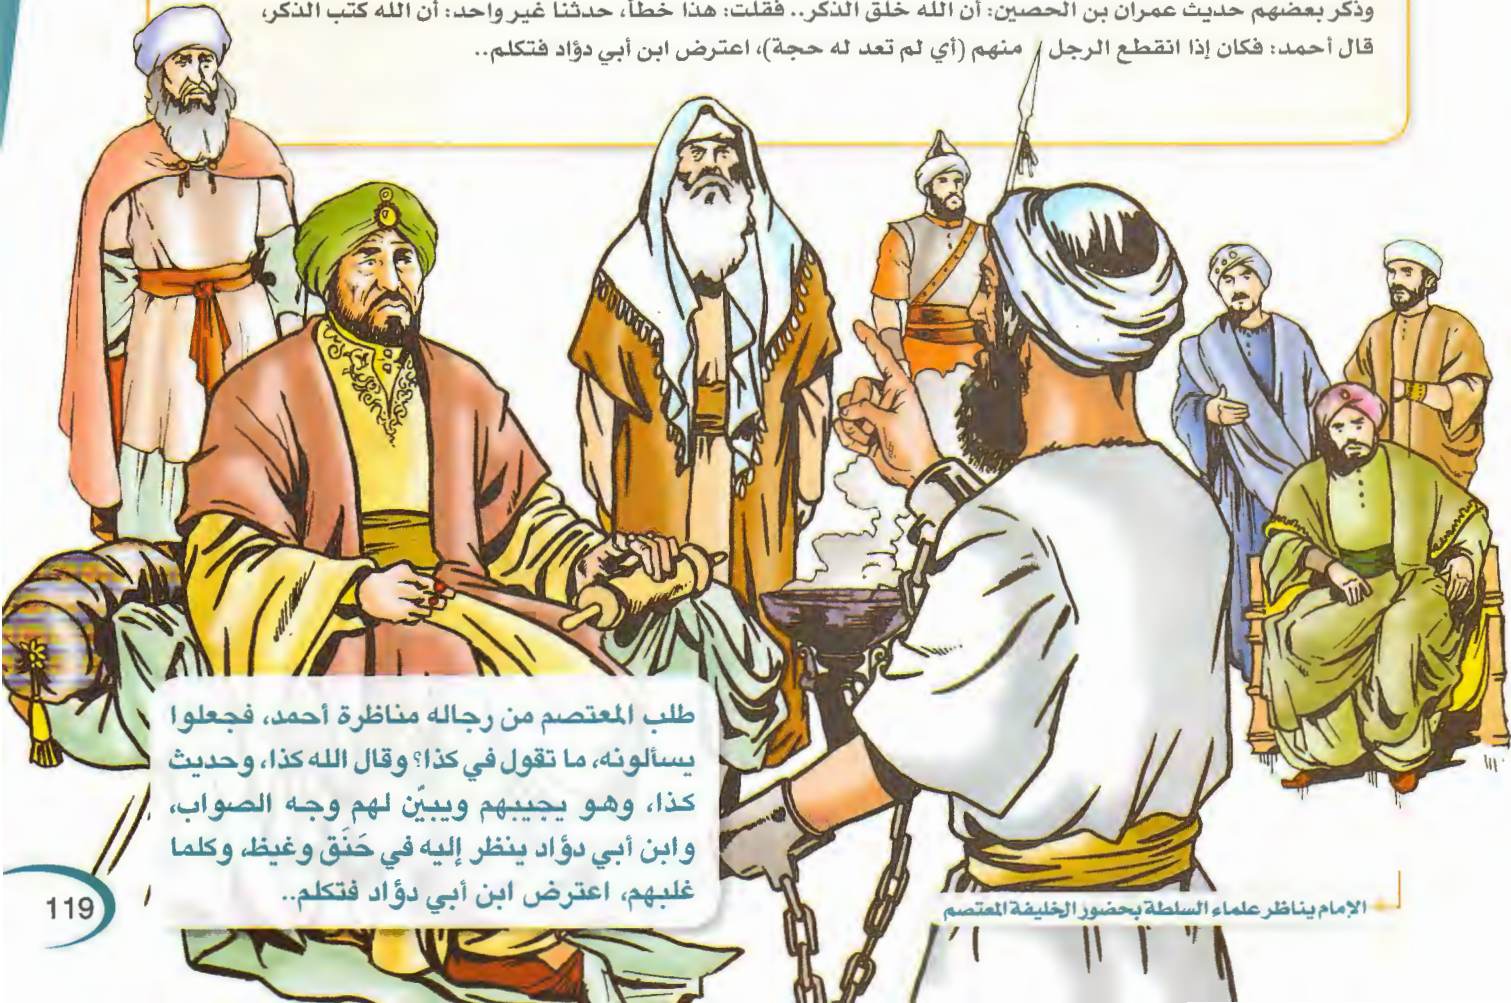 وذكر بعضهم حديث عمران بن الحصين: أن الله خلق الذكر.. فقلت: هذا خطأ، حدثنا غير واحد: أن الله كتب الذكر،
قال أحمد: فكان إذا انقطع الرجل منهم (أي لم تعد له حجة)، اعترض ابن أبي دؤاد فتكلم..
طلب المعتصم من رجاله مناظرة أحمد، فجعلوا
يسألونه، ما تقول في كذا؟ وقال الله كذا، وحديث
كذا، وهو يجيبهم ويبيّن لهم وجه الصواب،
وابن أبي دؤاد ينظر إليه في حَنَق وغيظ، وكلما
غلبهم، اعترض ابن أبي دؤاد فتكلم..
الإمام يناظر علماء السلطة بحضور الخليفة المعتصم
119